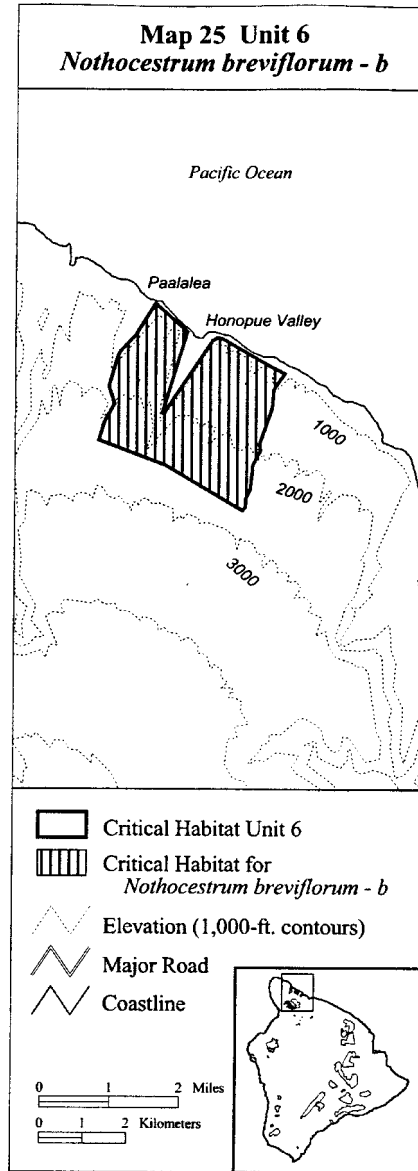 Map 25 Unit 6
Nothocestrum breviflorum - b
Pacific Ocean
Paalalea
Honopue Valley
1000
2000
3000
Critical Habitat Unit 6
Critical Habitat for
Nothocestrum breviflorum - b
Elevation (1,000-ft. contours)
Major Road
Coastline
0 1 2 Miles
0 1 2 Kilometers